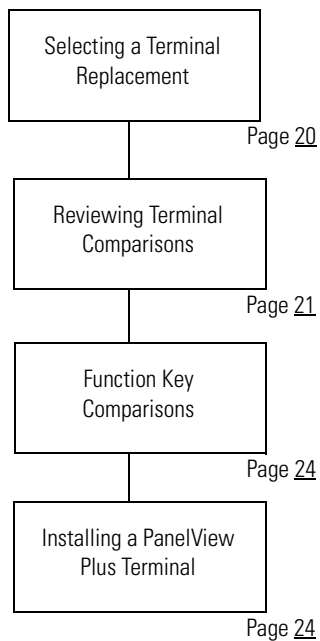 Selecting a Terminal
Replacement
Page 20
Reviewing Terminal
Comparisons
Page 21
Function Key
Comparisons
Page 24
Installing a PanelView
Plus Terminal
Page 24